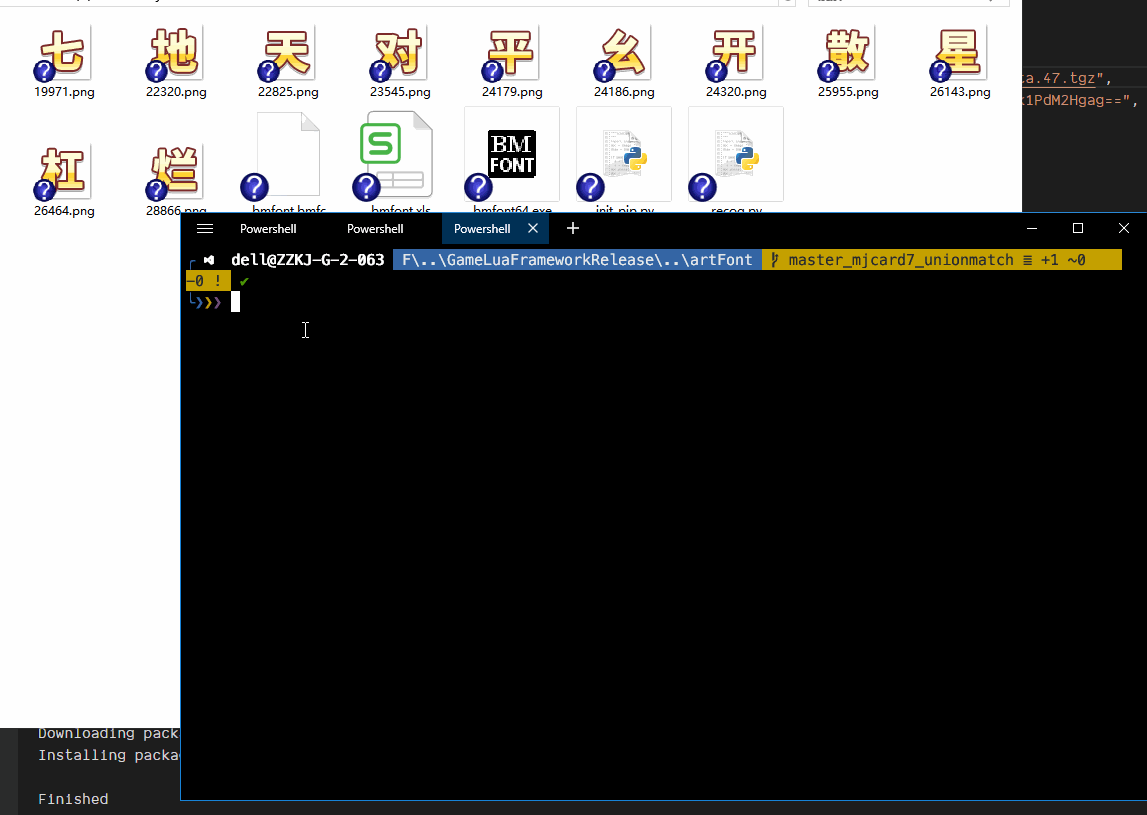 七 地 天 对 平 幺 开 散 星
19971.png 22320.png 22825.png 23545.png 24179.png 24186.png 24320.png 25955.png 26143.png
a.47.tgz",
1PdM2Hgag==",
杠 烂 S BM FONT
26464.png 28866.png bmfont.bmfc bmfont.xls bmfont64.exe init_pip.py recog.py
Powershell Powershell Powershell
dell@ZZKJ-G-2-063 F\..\GameLuaFrameworkRelease\..\artFont master_mjcard7_unionmatch ≡ +1 ~0
-0 ! ✔
❯❯❯
Downloading pack
Installing packa
Finished